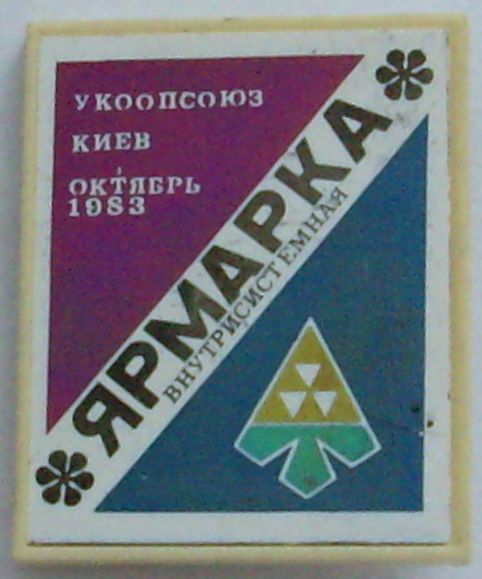 УКООПСОЮЗ
КИЕВ
ОКТЯБРЬ
1983
ЯРМАРКА
ВНУТРИСИСТЕМНАЯ